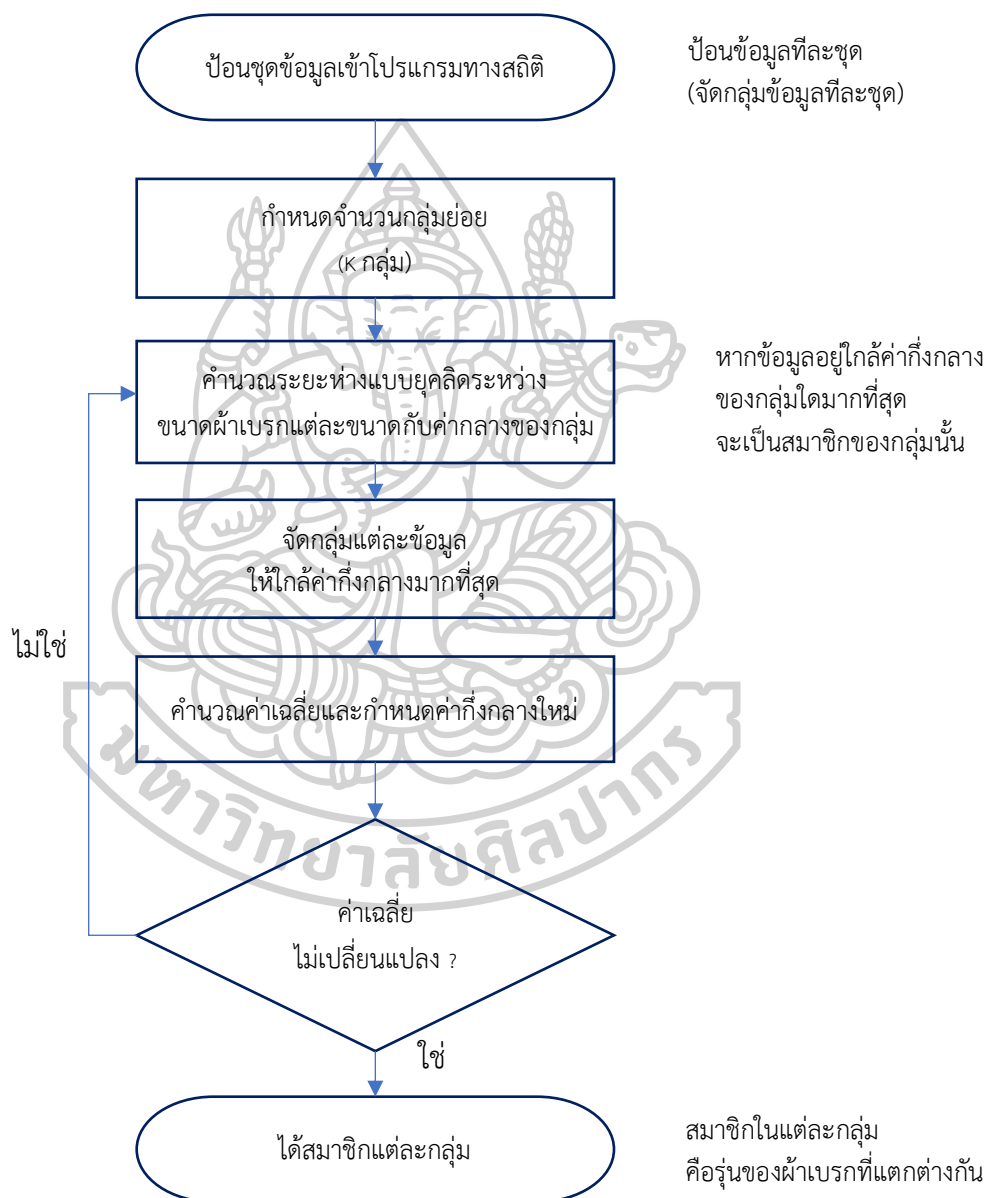 ป้อนชุดข้อมูลเข้าโปรแกรมทางสถิติ
ป้อนข้อมูลทีละชุด
(จัดกลุ่มข้อมูลทีละชุด)
กำหนดจำนวนกลุ่มย่อย
(K กลุ่ม)
คำนวณระยะห่างแบบยุคลิดระหว่าง
ขนาดผ้าเบรกแต่ละขนาดกับค่ากลางของกลุ่ม
หากข้อมูลอยู่ใกล้ค่ากึ่งกลาง
ของกลุ่มใดมากที่สุด
จะเป็นสมาชิกของกลุ่มนั้น
จัดกลุ่มแต่ละข้อมูล
ให้ใกล้ค่ากึ่งกลางมากที่สุด
ไม่ใช่
คำนวณค่าเฉลี่ยและกำหนดค่ากึ่งกลางใหม่
มหาวิทยาลัยศิลปากร
ค่าเฉลี่ย
ไม่เปลี่ยนแปลง ?
ใช่
ได้สมาชิกแต่ละกลุ่ม
สมาชิกในแต่ละกลุ่ม
คือรุ่นของผ้าเบรกที่แตกต่างกัน